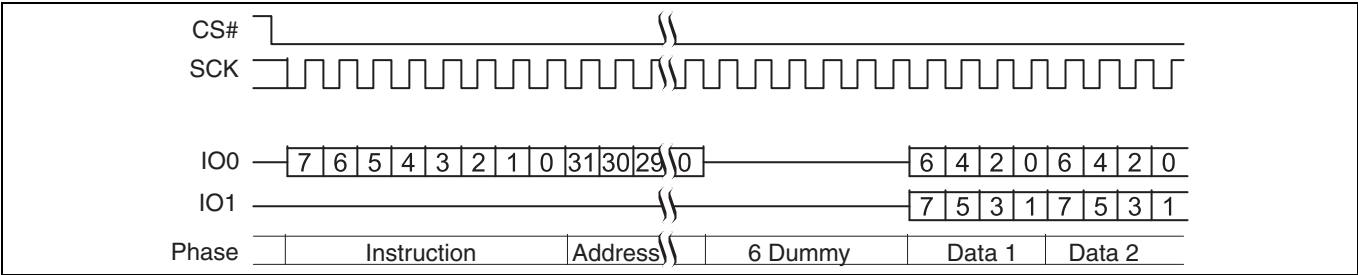 CS#
SCK
IO0 7 6 5 4 3 2 1 0 31 30 29 0 6 4 2 0 6 4 2 0
IO1 7 5 3 1 7 5 3 1
Phase Instruction Address 6 Dummy Data 1 Data 2